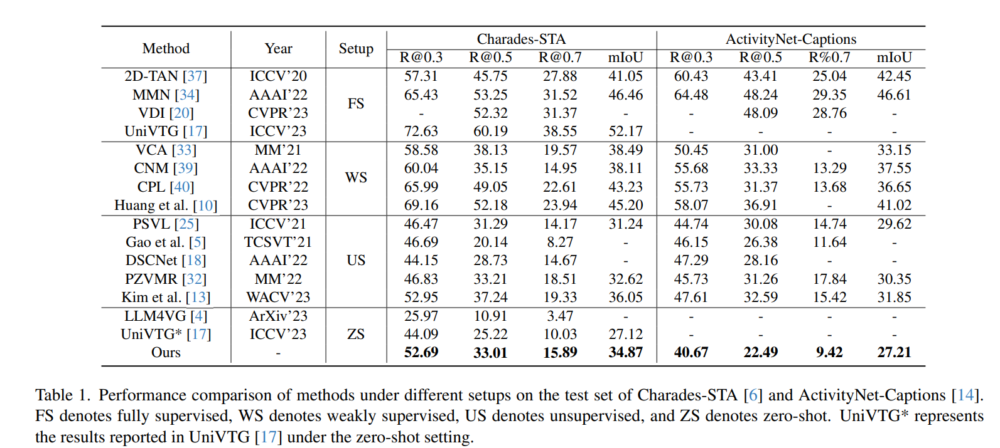 Method Year Setup Charades-STA ActivityNet-Captions
R@0.3 R@0.5 R@0.7 mIoU R@0.3 R@0.5 R%0.7 mIoU
2D-TAN [37] ICCV’20 FS 57.31 45.75 27.88 41.05 60.43 43.41 25.04 42.45
MMN [34] AAAI’22 65.43 53.25 31.52 46.46 64.48 48.24 29.35 46.61
VDI [20] CVPR’23 - 52.32 31.37 - - 48.09 28.76 -
UniVTG [17] ICCV’23 72.63 60.19 38.55 52.17 - - - -
VCA [33] MM’21 WS 58.58 38.13 19.57 38.49 50.45 31.00 - 33.15
CNM [39] AAAI’22 60.04 35.15 14.95 38.11 55.68 33.33 13.29 37.55
CPL [40] CVPR’22 65.99 49.05 22.61 43.23 55.73 31.37 13.68 36.65
Huang et al. [10] CVPR’23 69.16 52.18 23.94 45.20 58.07 36.91 - 41.02
PSVL [25] ICCV’21 US 46.47 31.29 14.17 31.24 44.74 30.08 14.74 29.62
Gao et al. [5] TCSVT’21 46.69 20.14 8.27 - 46.15 26.38 11.64 -
DSCNet [18] AAAI’22 44.15 28.73 14.67 - 47.29 28.16 - -
PZVMR [32] MM’22 46.83 33.21 18.51 32.62 45.73 31.26 17.84 30.35
Kim et al. [13] WACV’23 52.95 37.24 19.33 36.05 47.61 32.59 15.42 31.85
LLM4VG [4] ArXiv’23 ZS 25.97 10.91 3.47 - - - - -
UniVTG* [17] ICCV’23 44.09 25.22 10.03 27.12 - - - -
Ours - 52.69 33.01 15.89 34.87 40.67 22.49 9.42 27.21
Table 1. Performance comparison of methods under different setups on the test set of Charades-STA [6] and ActivityNet-Captions [14].
FS denotes fully supervised, WS denotes weakly supervised, US denotes unsupervised, and ZS denotes zero-shot. UniVTG* represents
the results reported in UniVTG [17] under the zero-shot setting.